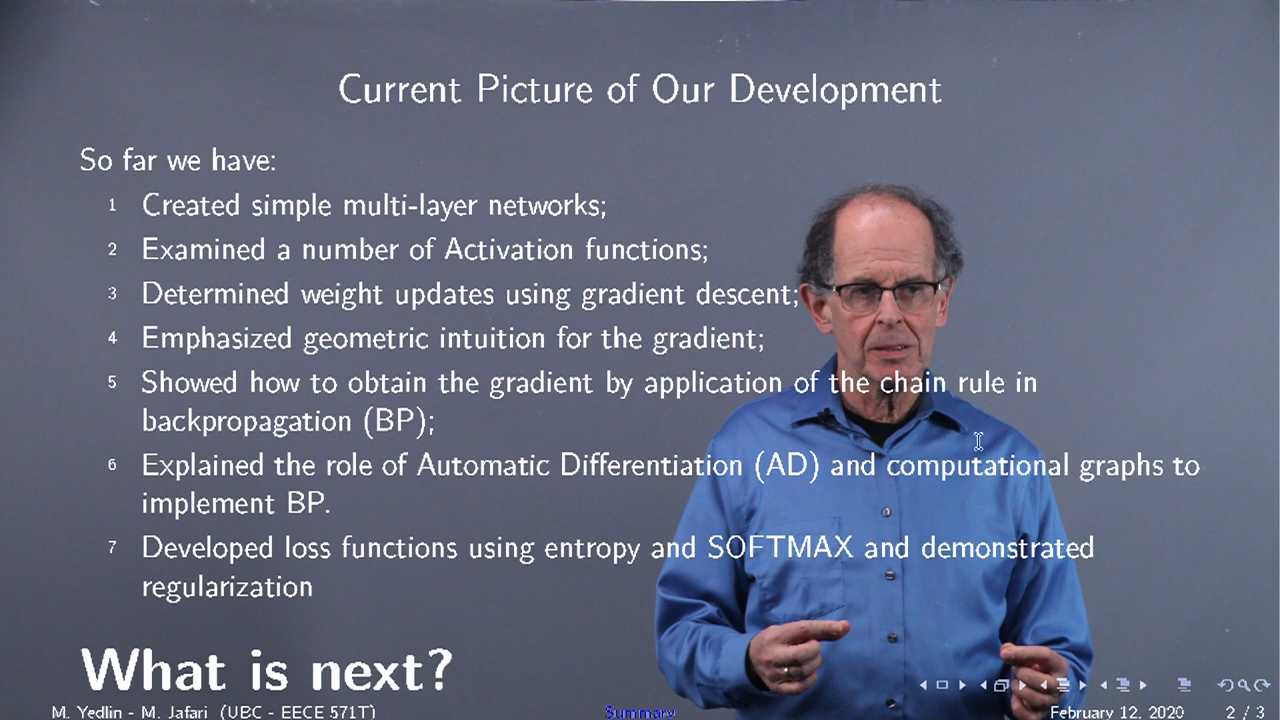 Current Picture of Our Development
So far we have:
1 Created simple multi-layer networks;
2 Examined a number of Activation functions;
3 Determined weight updates using gradient descent;
4 Emphasized geometric intuition for the gradient;
5 Showed how to obtain the gradient by application of the chain rule in
backpropagation (BP);
6 Explained the role of Automatic Differentiation (AD) and computational graphs to
implement BP.
7 Developed loss functions using entropy and SOFTMAX and demonstrated
regularization
What is next?
M. Yedlin - M. Jafari (UBC - EECE 571T) Summary February 12, 2020 2 / 3